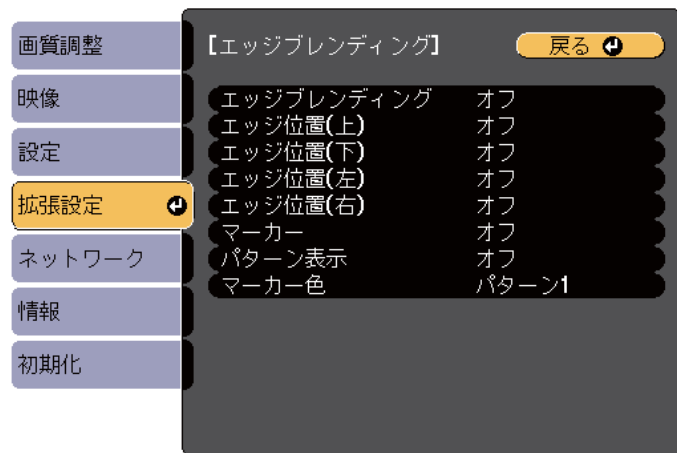 画質調整
映像
設定
拡張設定
ネットワーク
情報
初期化
【エッジブレンディング】 戻る
エッジブレンディング オフ
エッジ位置(上) オフ
エッジ位置(下) オフ
エッジ位置(左) オフ
エッジ位置(右) オフ
マーカー オフ
パターン表示 オフ
マーカー色 パターン1